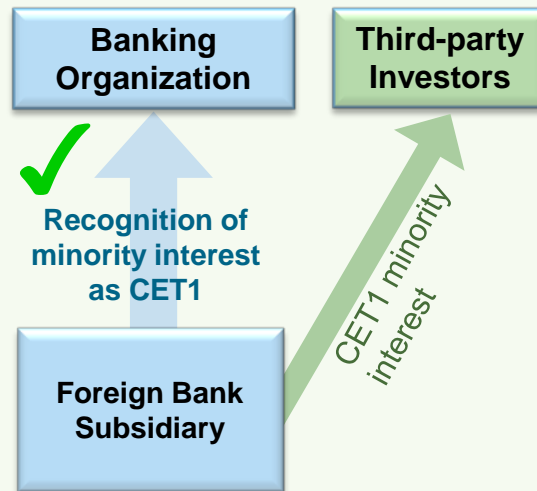 Banking
Organization
Third-party
Investors
Recognition of
minority interest
as CET1
CET1 minority
interest
Foreign Bank
Subsidiary